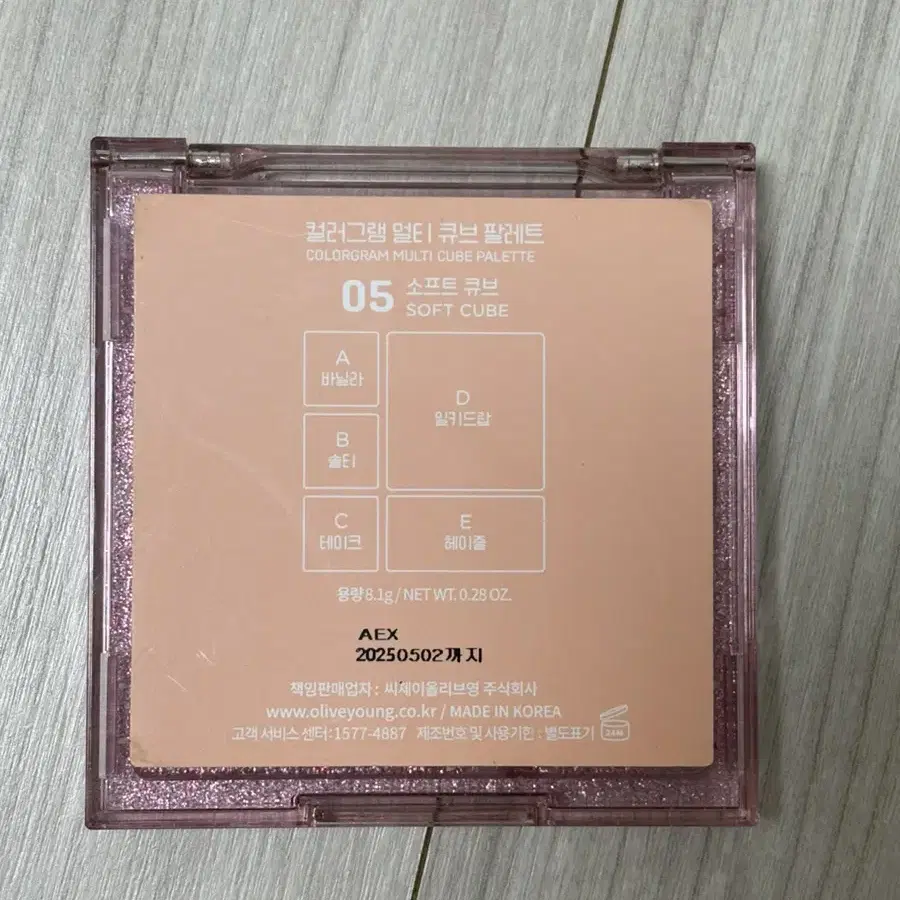 컬러그램 멀티 큐브 팔레트
COLORGRAM MULTI CUBE PALETTE
05 소프트 큐브
SOFT CUBE
A
바닐라
B
솔티
C
테이크
D
밀키드랍
E
헤이즐
용량 8.1g / NET WT. 0.28 OZ.
AEX
20250502까지
책임판매업자 : 씨제이올리브영 주식회사
www.oliveyoung.co.kr / MADE IN KOREA
고객 서비스 센터:1577-4887 제조번호 및 사용기한 : 별도표기
24M